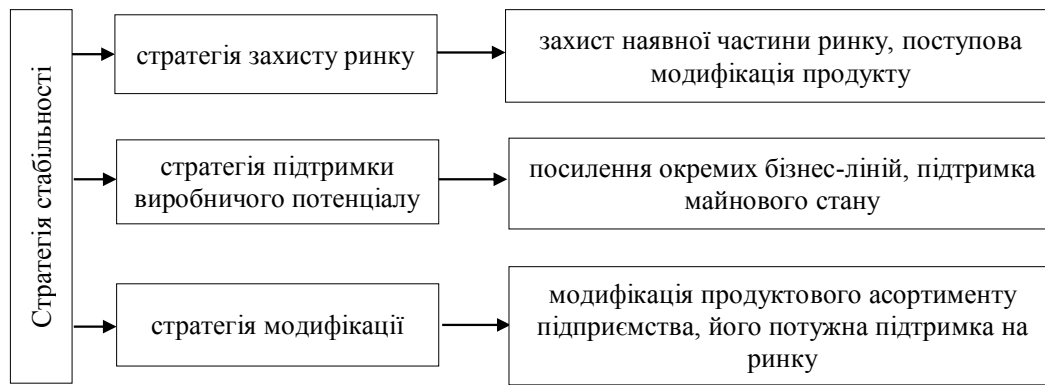 Стратегія стабільності
стратегія захисту ринку
захист наявної частини ринку, поступова
модифікація продукту
стратегія підтримки
виробничого потенціалу
посилення окремих бізнес-ліній, підтримка
майнового стану
стратегія модифікації
модифікація продуктового асортименту
підприємства, його потужна підтримка на
ринку